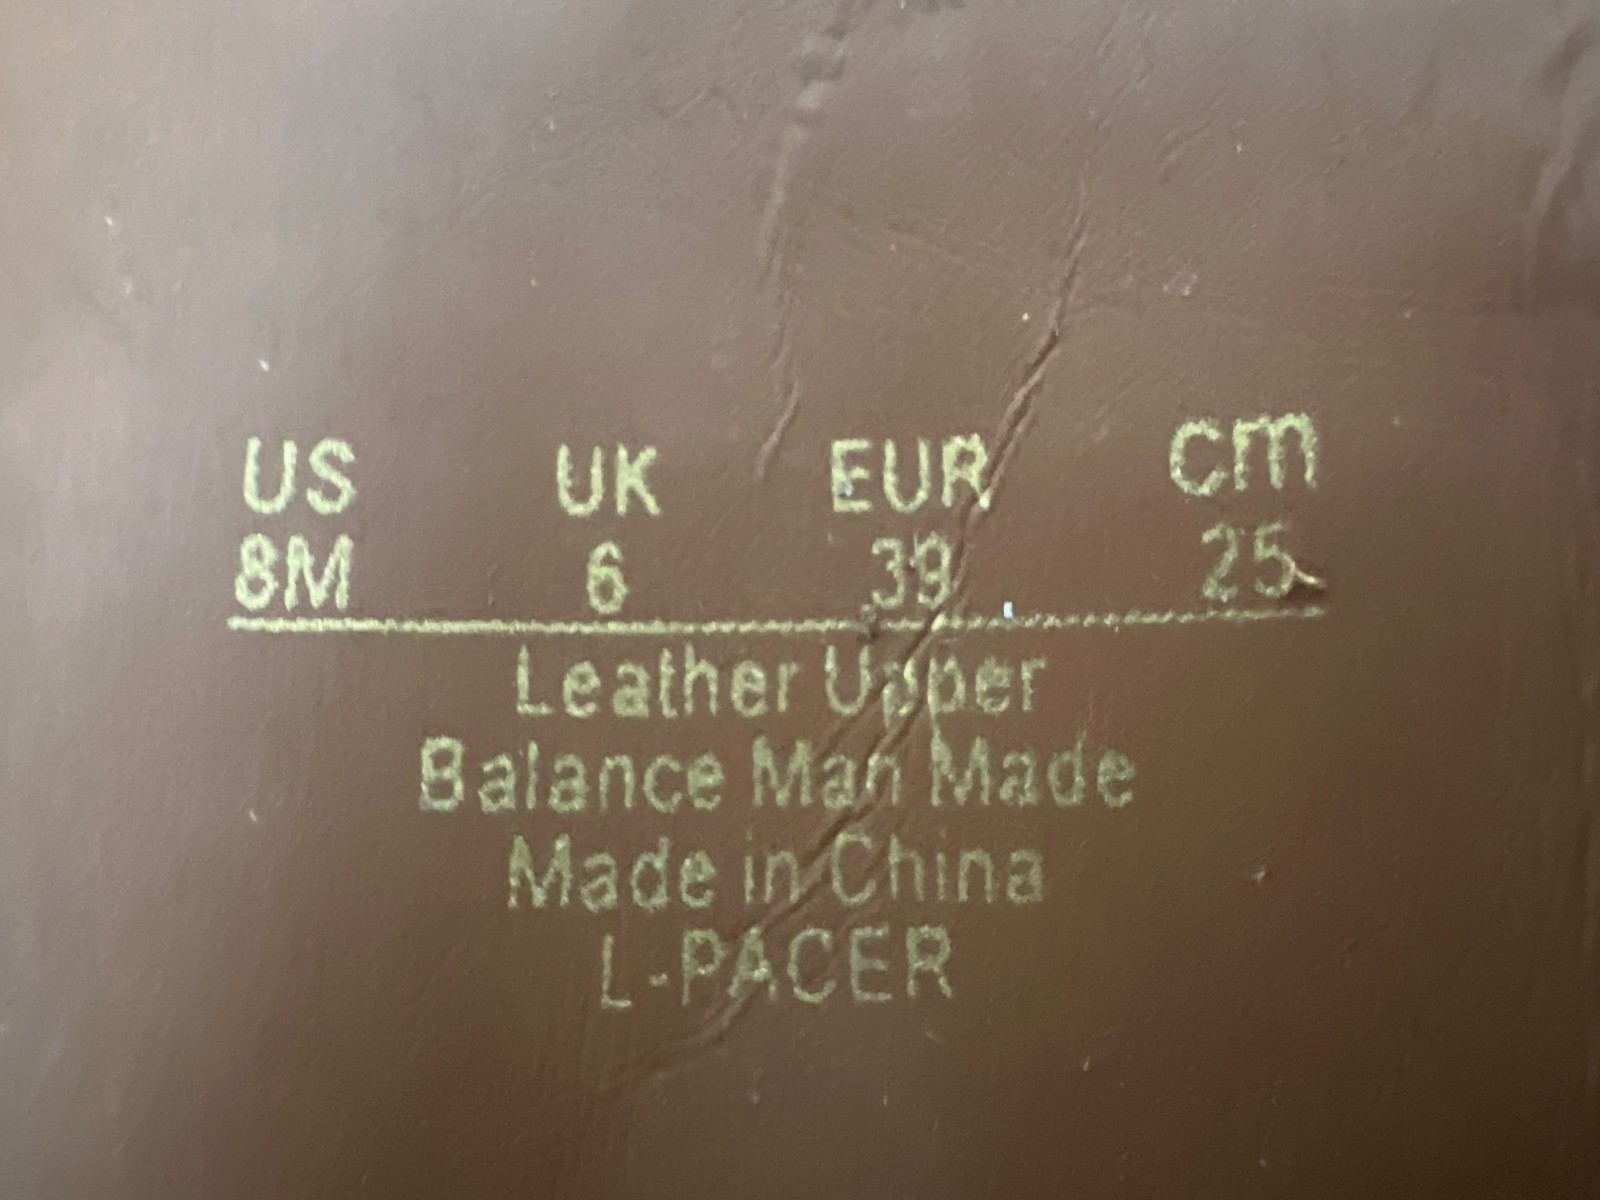 US UK EUR cm
8M 6 39 25
Leather Upper
Balance Man Made
Made in China
L-PACER